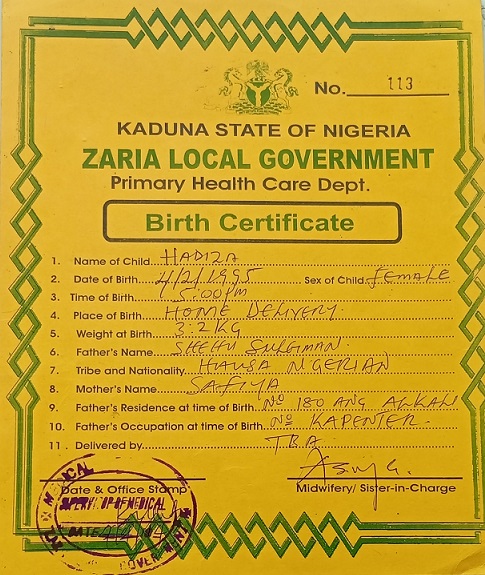 No. 113
KADUNA STATE OF NIGERIA
ZARIA LOCAL GOVERNMENT
Primary Health Care Dept.
Birth Certificate
1. Name of Child HADIZA
2. Date of Birth 4/2/1995 Sex of Child female
3. Time of Birth 5:00pm
4. Place of Birth HOME DELIVERY.
5. Weight at Birth 3.2KG
6. Father's Name SHEHU SULEIMAN
7. Tribe and Nationality HAUSA NIGERIAN
8. Mother's Name SAFIYA
9. Father's Residence at time of Birth Nº 180 ANG ALKALI
10. Father's Occupation at time of Birth Nº KAPENTER.
11. Delivered by TBA
Date & Office Stamp
Midwifery/ Sister-in-Charge
MEDICAL
OF MEDICAL
DATE
GOVERNMENT